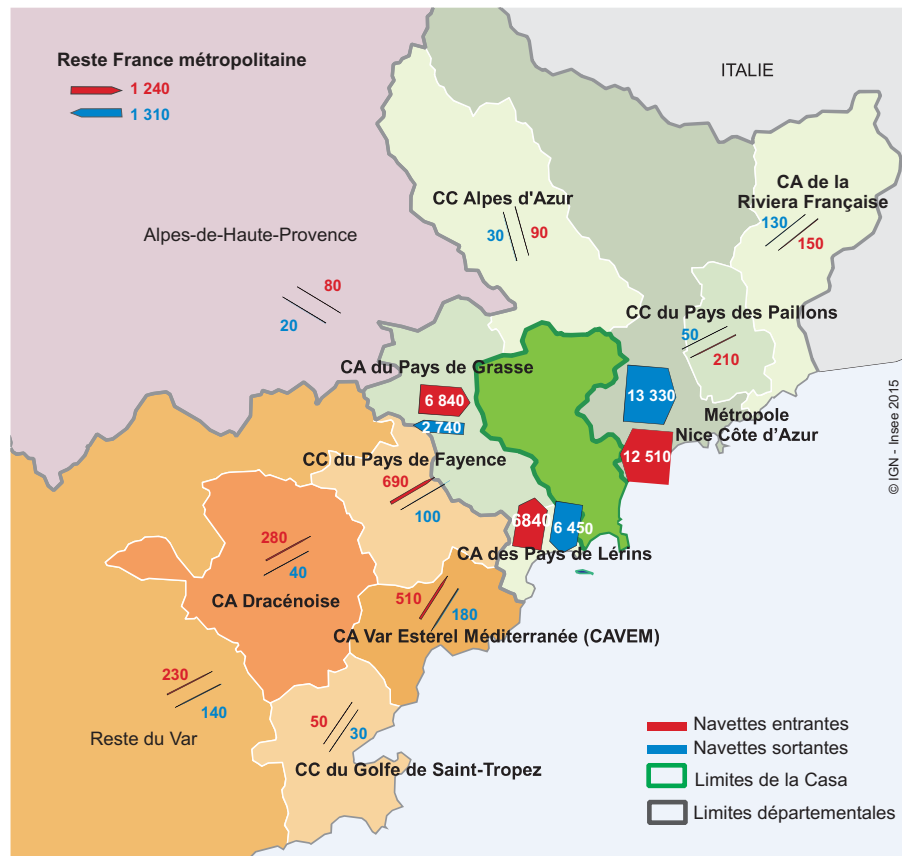 Reste France métropolitaine
1 240
1 310
ITALIE
CA de la
Riviera Française
130
150
CC Alpes d'Azur
30
90
Alpes-de-Haute-Provence
80
20
CC du Pays des Paillons
50
210
CA du Pays de Grasse
6 840
2 740
13 330
Métropole
Nice Côte d'Azur
12 510
CC du Pays de Fayence
690
100
6840
6 450
CA des Pays de Lérins
280
40
CA Dracénoise
510
180
CA Var Esterel Méditerranée (CAVEM)
230
140
Reste du Var
50
30
CC du Golfe de Saint-Tropez
Navettes entrantes
Navettes sortantes
Limites de la Casa
Limites départementales
© IGN - Insee 2015